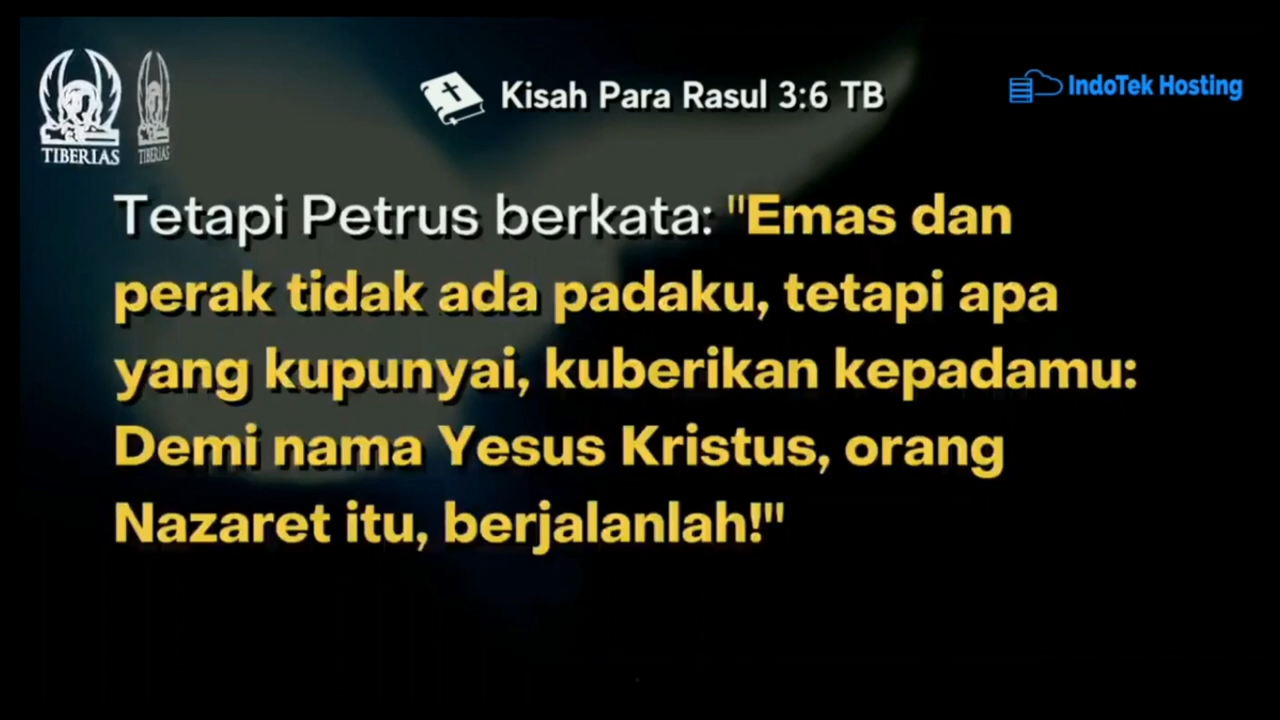 TIBERIAS
TIBERIAS
Kisah Para Rasul 3:6 TB
IndoTek Hosting
Tetapi Petrus berkata: "Emas dan
perak tidak ada padaku, tetapi apa
yang kupunyai, kuberikan kepadamu:
Demi nama Yesus Kristus, orang
Nazaret itu, berjalanlah!"